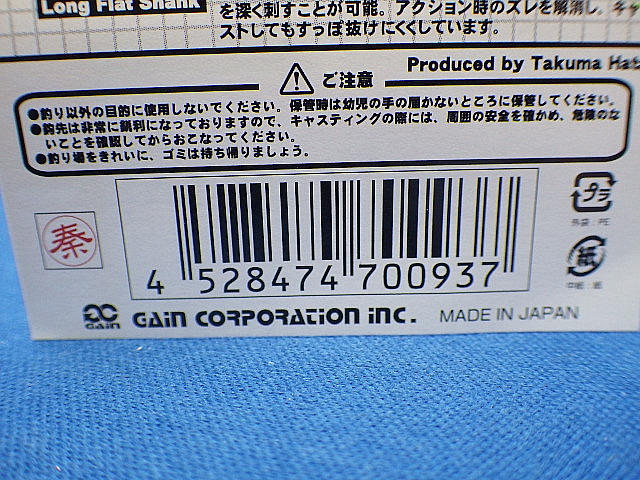 Long Flat Shank
を深く刺すことが可能。アクション時のズレを解消し、キャ
ストしてもすっぽ抜けにくくしています。
Produced by Takuma
ご注意
●釣り以外の目的に使用しないでください。保管時は幼児の手の届かないところに保管してください。
●鈎先は非常に鋭利になっておりますので、キャスティングの際には、周囲の安全を確かめ、危険のな
いことを確認してからおこなってください。
●釣り場をきれいに、ゴミは持ち帰りましょう。
秦
4 528474 700937
プラ
外袋:PE
紙
中紙:紙
GAIN
GAIN CORPORATION INC. MADE IN JAPAN